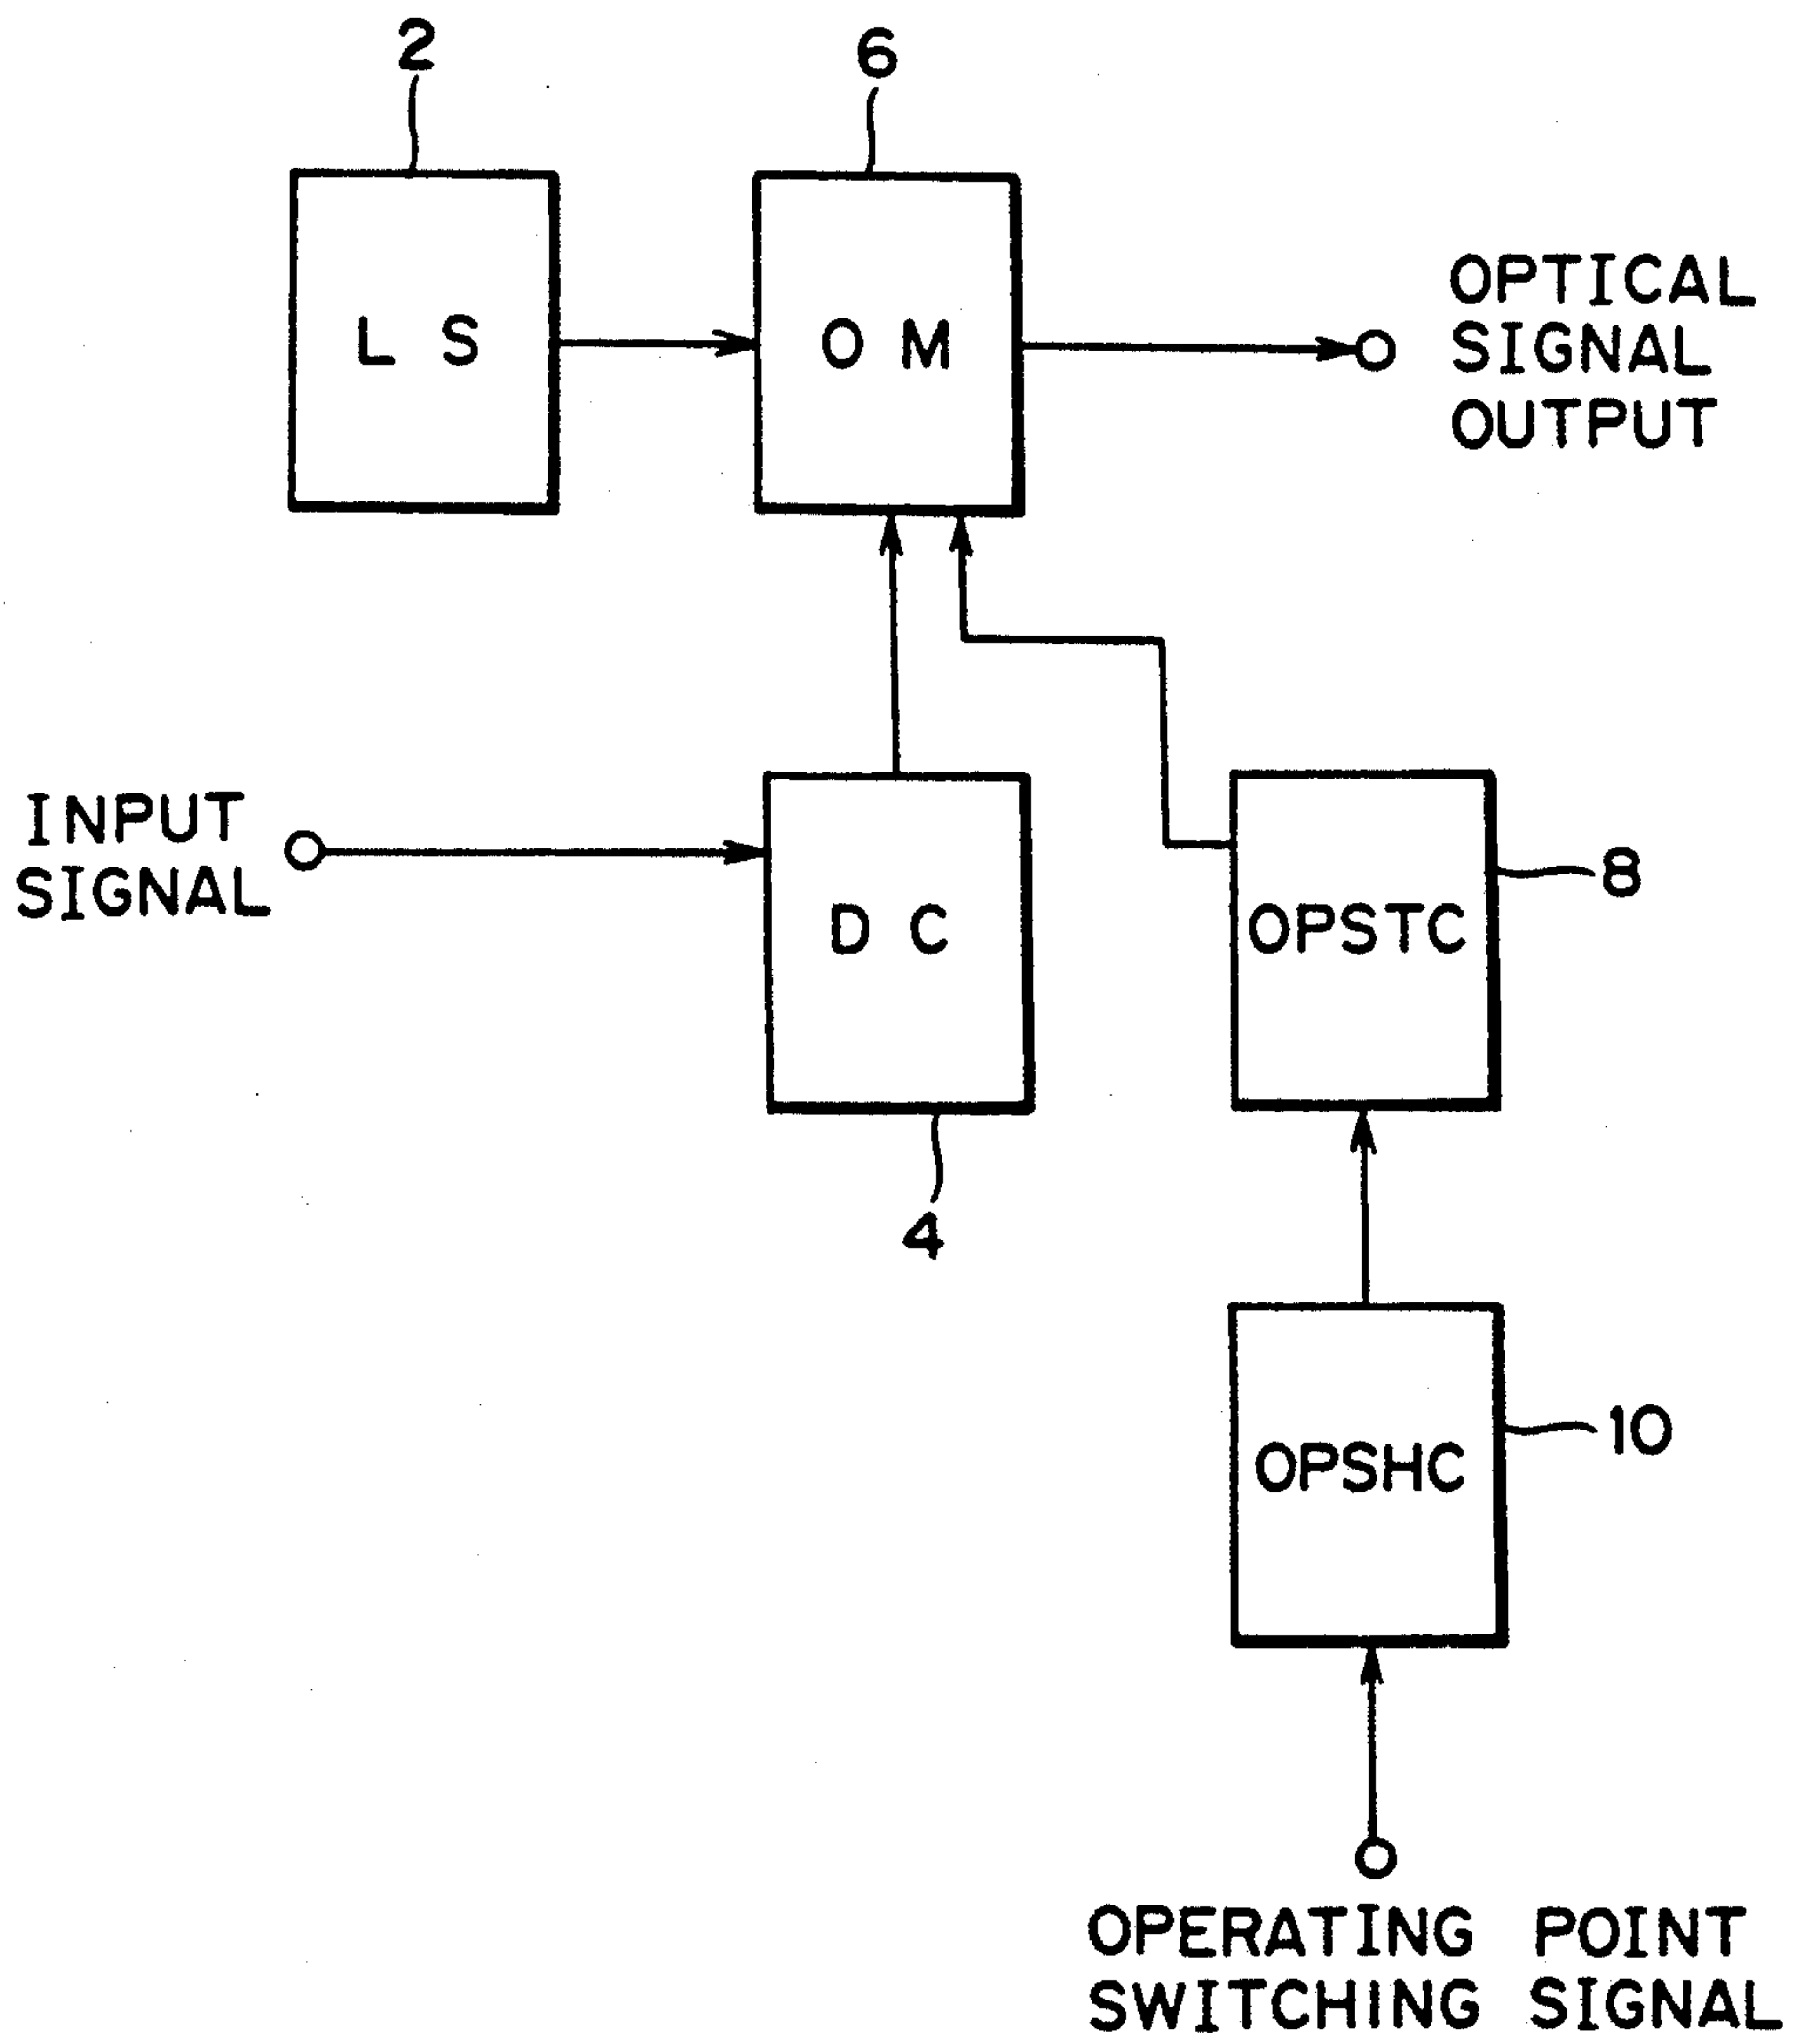 2
6
L S
O M
OPTICAL
SIGNAL
OUTPUT
INPUT
SIGNAL
D C
OPSTC
8
4
OPSHC
10
OPERATING POINT
SWITCHING SIGNAL